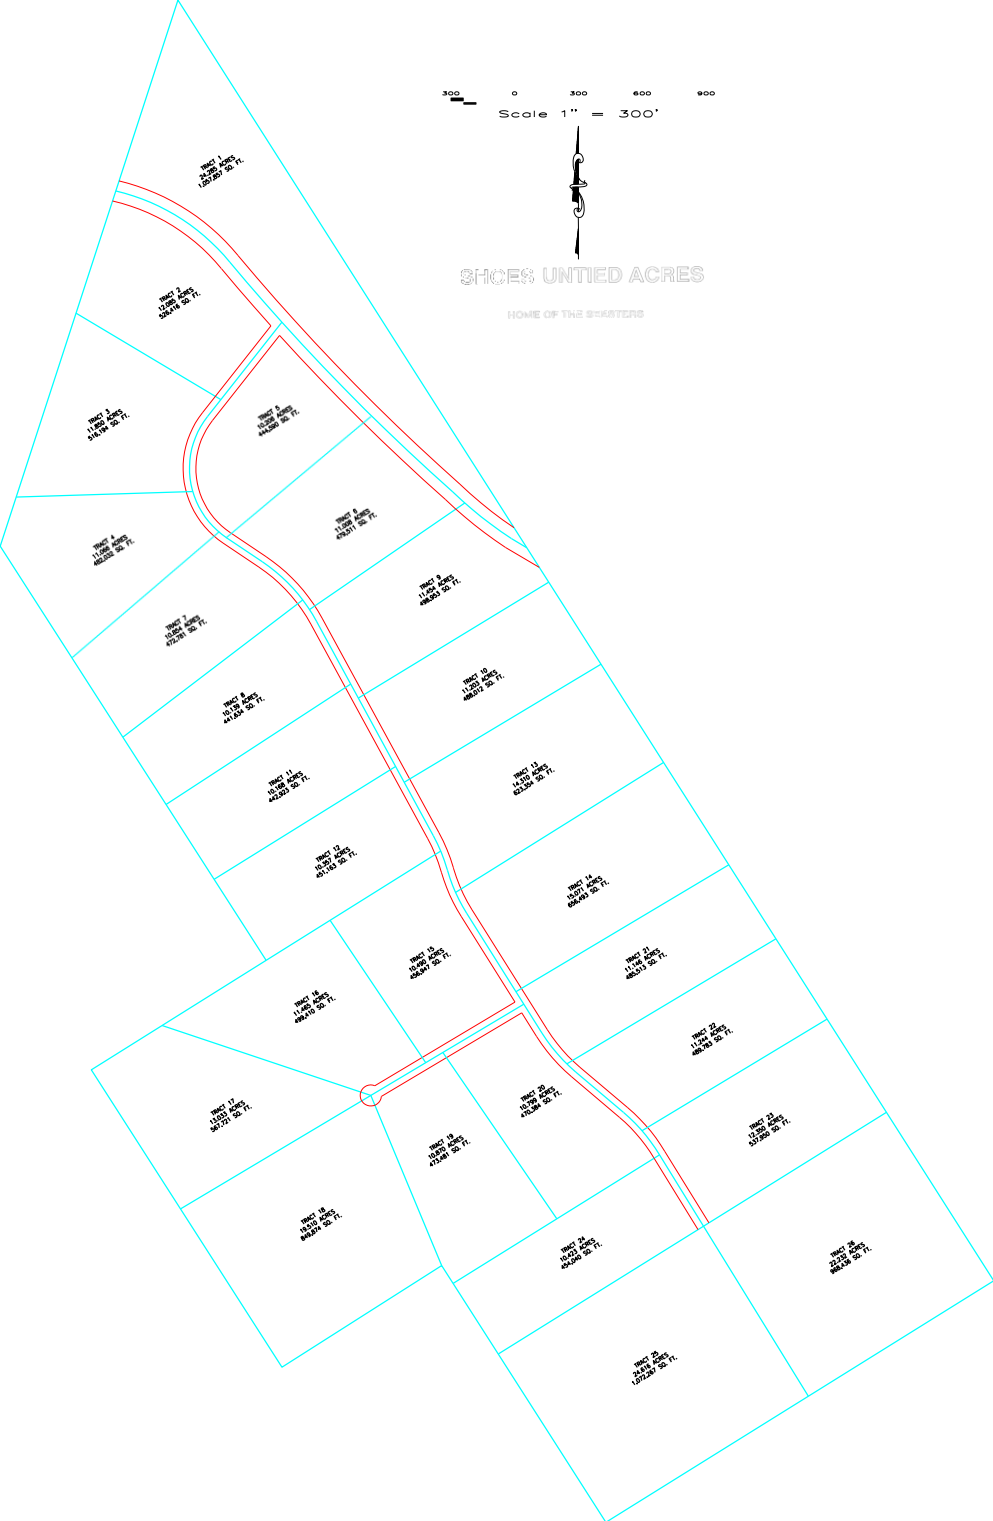 300 0 300 600 900
Scale 1" = 300'
SHOES UNTIED ACRES
HOME OF THE
TRACT 1
24.285 ACRES
1,057,857 SQ. FT.
TRACT 2
12.085 ACRES
526,416 SQ. FT.
TRACT 3
11.850 ACRES
516,194 SQ. FT.
TRACT 5
10.206 ACRES
444,590 SQ. FT.
TRACT 4
11.066 ACRES
482,032 SQ. FT.
TRACT 6
11.008 ACRES
479,511 SQ. FT.
TRACT 7
10.854 ACRES
472,781 SQ. FT.
TRACT 9
11.454 ACRES
498,953 SQ. FT.
TRACT 8
10.139 ACRES
441,634 SQ. FT.
TRACT 10
11.203 ACRES
488,012 SQ. FT.
TRACT 11
10.168 ACRES
442,923 SQ. FT.
TRACT 13
14.310 ACRES
623,354 SQ. FT.
TRACT 12
10.357 ACRES
451,163 SQ. FT.
TRACT 14
15.071 ACRES
656,493 SQ. FT.
TRACT 15
10.490 ACRES
456,947 SQ. FT.
TRACT 21
11.146 ACRES
485,513 SQ. FT.
TRACT 16
11.465 ACRES
499,410 SQ. FT.
TRACT 22
11.244 ACRES
489,783 SQ. FT.
TRACT 17
13.033 ACRES
567,721 SQ. FT.
TRACT 20
10.799 ACRES
470,384 SQ. FT.
TRACT 23
12.350 ACRES
537,950 SQ. FT.
TRACT 19
10.870 ACRES
473,481 SQ. FT.
TRACT 18
19.510 ACRES
849,874 SQ. FT.
TRACT 24
10.423 ACRES
454,040 SQ. FT.
TRACT 26
22.232 ACRES
968,436 SQ. FT.
TRACT 25
24.616 ACRES
1,072,267 SQ. FT.